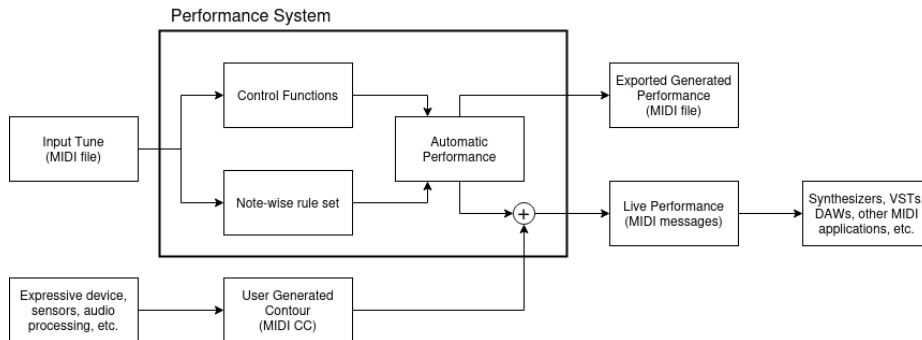 Performance System
Input Tune
(MIDI file)
Control Functions
Note-wise rule set
Automatic
Performance
Exported Generated
Performance
(MIDI file)
+
Live Performance
(MIDI messages)
Synthesizers, VSTs
DAWs, other MIDI
applications, etc.
Expressive device,
sensors, audio
processing, etc.
User Generated
Contour
(MIDI CC)